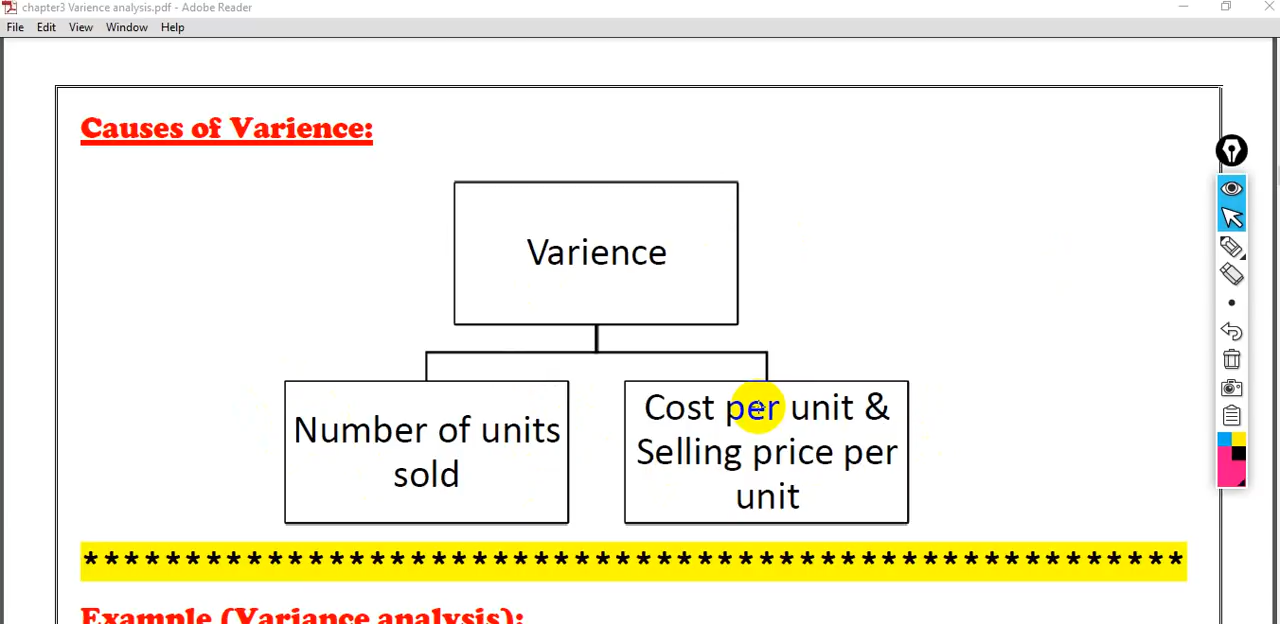 chapter3 Varience analysis.pdf - Adobe Reader
File Edit View Window Help
Causes of Varience:
Varience
Number of units
sold
Cost per unit &
Selling price per
unit
******************************************************
Example (Variance analysis):